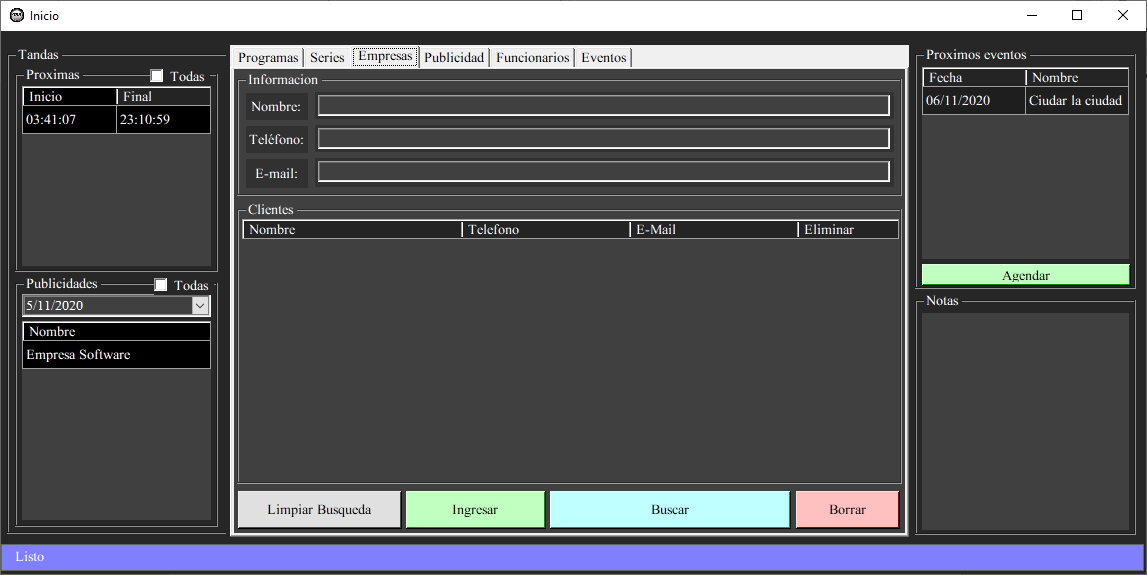 Inicio
Tandas
Proximas
Todas
Inicio Final
03:41:07 23:10:59
Publicidades
Todas
5/11/2020
Nombre
Empresa Software
Programas Series Empresas Publicidad Funcionarios Eventos
Informacion
Nombre:
Teléfono:
E-mail:
Clientes
Nombre Telefono E-Mail Eliminar
Limpiar Busqueda Ingresar Buscar Borrar
Proximos eventos
Fecha Nombre
06/11/2020 Ciudar la ciudad
Agendar
Notas
Listo